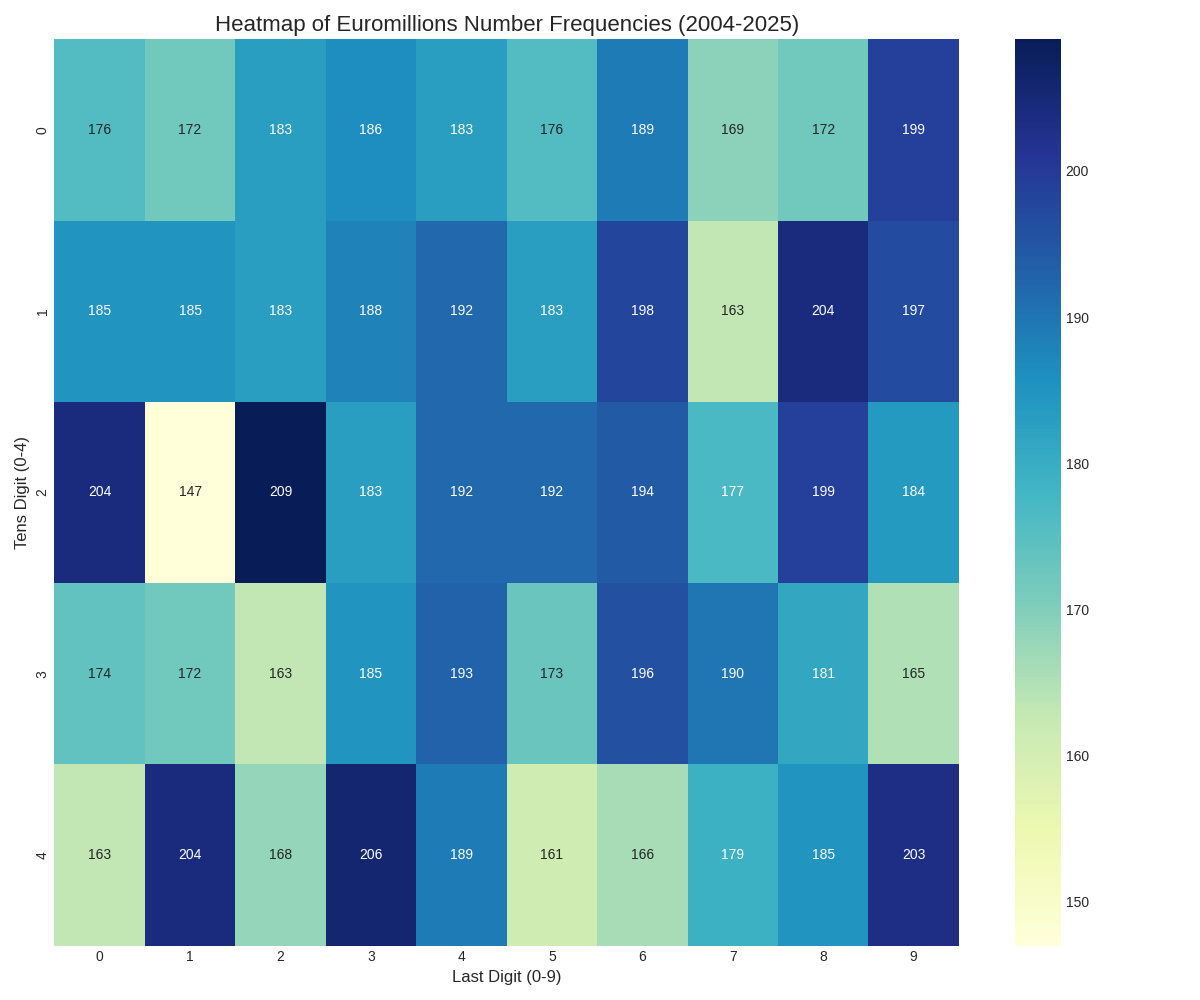 Heatmap of Euromillions Number Frequencies (2004-2025)
Tens Digit (0-4)
0 176 172 183 186 183 176 189 169 172 199
1 185 185 183 188 192 183 198 163 204 197
2 204 147 209 183 192 192 194 177 199 184
3 174 172 163 185 193 173 196 190 181 165
4 163 204 168 206 189 161 166 179 185 203
0 1 2 3 4 5 6 7 8 9
Last Digit (0-9)
200
190
180
170
160
150